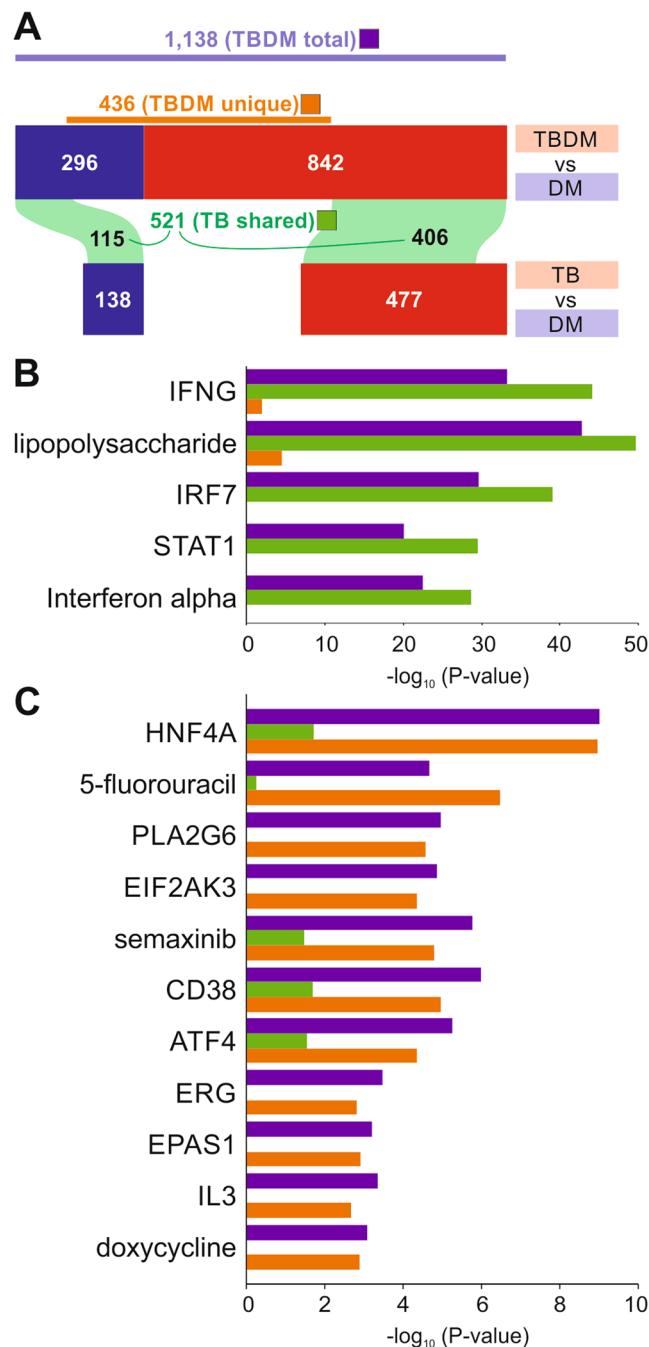 A
1,138 (TBDM total)
436 (TBDM unique)
296
842
TBDM
vs
DM
521 (TB shared)
115
406
138
477
TB
vs
DM
B
IFNG
lipopolysaccharide
IRF7
STAT1
Interferon alpha
0 10 20 30 40 50
-log10 (P-value)
C
HNF4A
5-fluorouracil
PLA2G6
EIF2AK3
semaxinib
CD38
ATF4
ERG
EPAS1
IL3
doxycycline
0 2 4 6 8 10
-log10 (P-value)